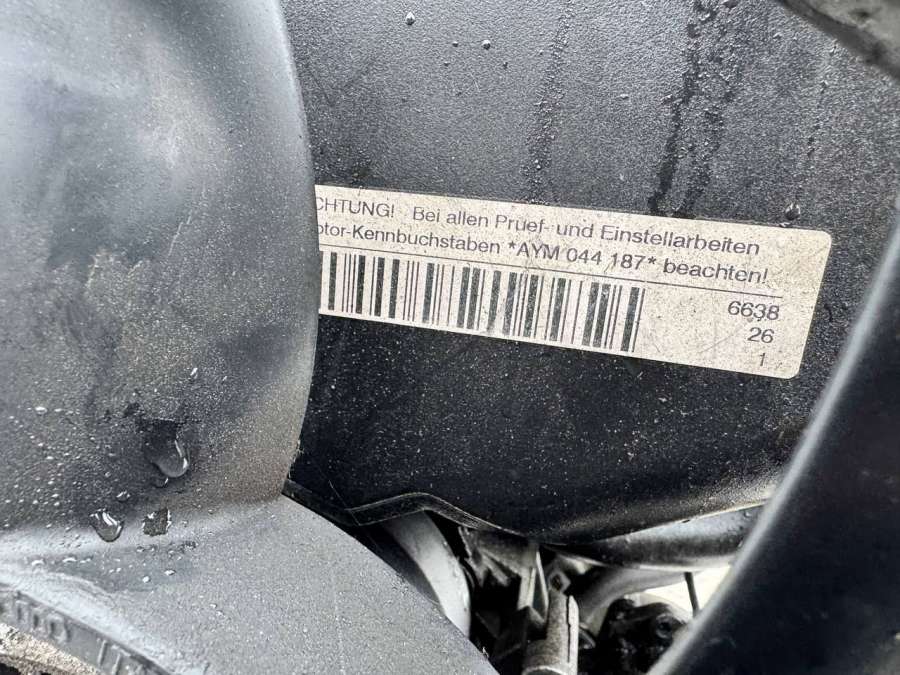 CHTUNG! Bei allen Pruef- und Einstellarbeiten
otor-Kennbuchstaben *AYM 044 187* beachten!
6638
26
1